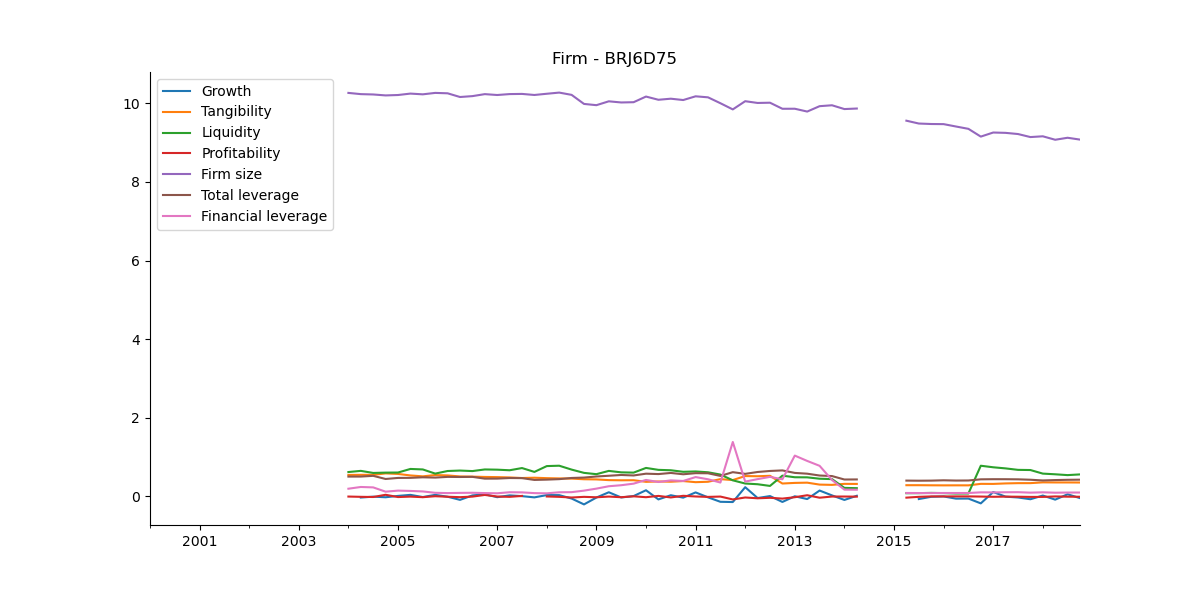 Firm - BRJ6D75
Growth
Tangibility
Liquidity
Profitability
Firm size
Total leverage
Financial leverage
10
8
6
4
2
0
2001 2003 2005 2007 2009 2011 2013 2015 2017